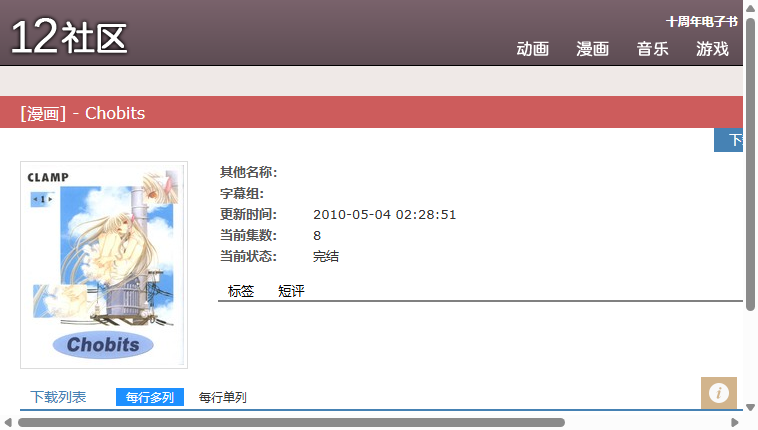 12社区
十周年电子书
动画 漫画 音乐 游戏
[漫画] - Chobits
CLAMP
1
Chobits
其他名称:
字幕组:
更新时间: 2010-05-04 02:28:51
当前集数: 8
当前状态: 完结
标签 短评
下载列表 每行多列 每行单列